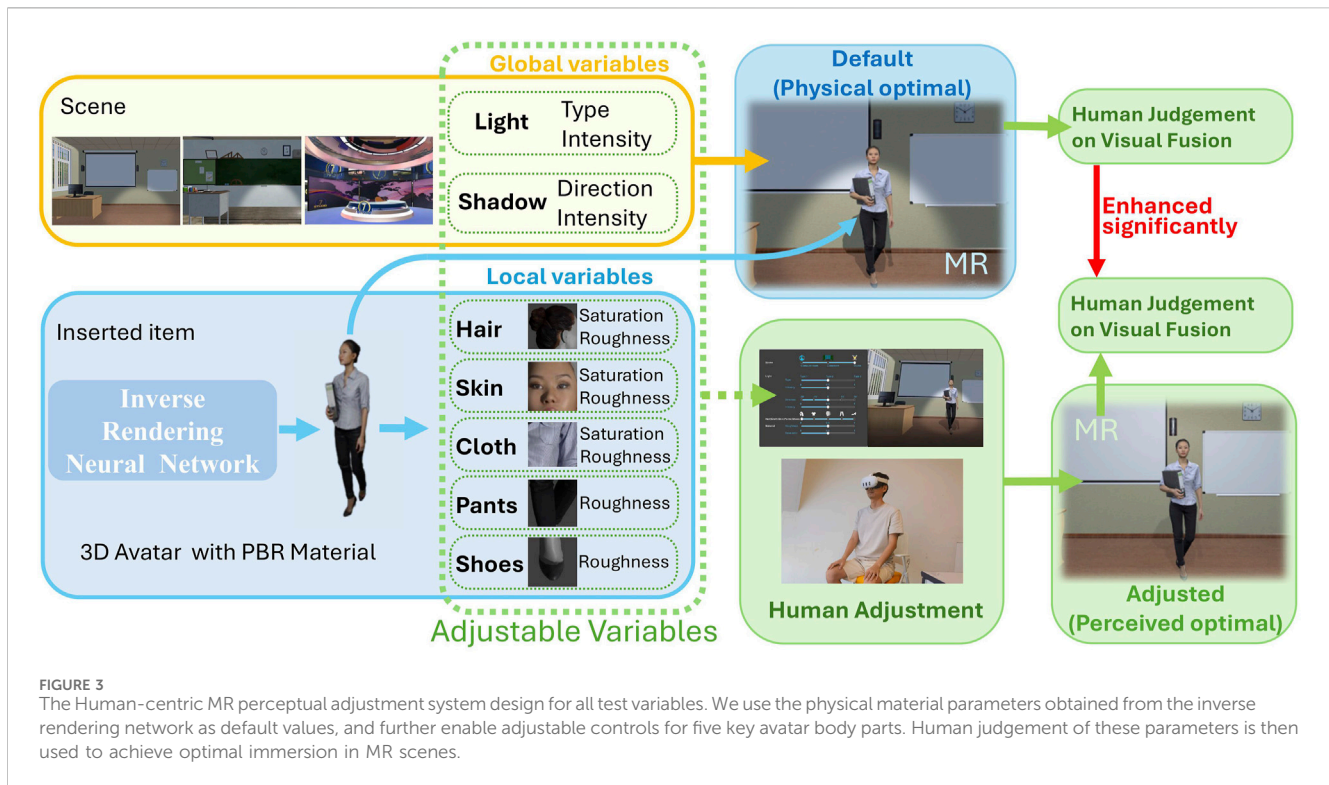 Global variables
Scene
Light
Type
Intensity
Shadow
Direction
Intensity
Default
(Physical optimal)
MR
Human Judgement
on Visual Fusion
Enhanced
significantly
Human Judgement
on Visual Fusion
Local variables
Inserted item
Inverse
Rendering
Neural Network
3D Avatar with PBR Material
Hair
Saturation
Roughness
Skin
Saturation
Roughness
Cloth
Saturation
Roughness
Pants
Roughness
Shoes
Roughness
Adjustable Variables
Human Adjustment
MR
Adjusted
(Perceived optimal)
FIGURE 3
The Human-centric MR perceptual adjustment system design for all test variables. We use the physical material parameters obtained from the inverse
rendering network as default values, and further enable adjustable controls for five key avatar body parts. Human judgement of these parameters is then
used to achieve optimal immersion in MR scenes.